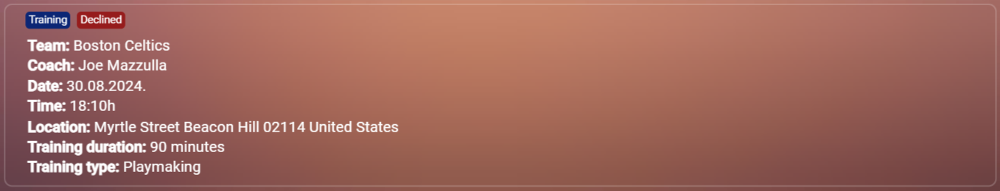 Training Declined
Team: Boston Celtics
Coach: Joe Mazzulla
Date: 30.08.2024.
Time: 18:10h
Location: Myrtle Street Beacon Hill 02114 United States
Training duration: 90 minutes
Training type: Playmaking